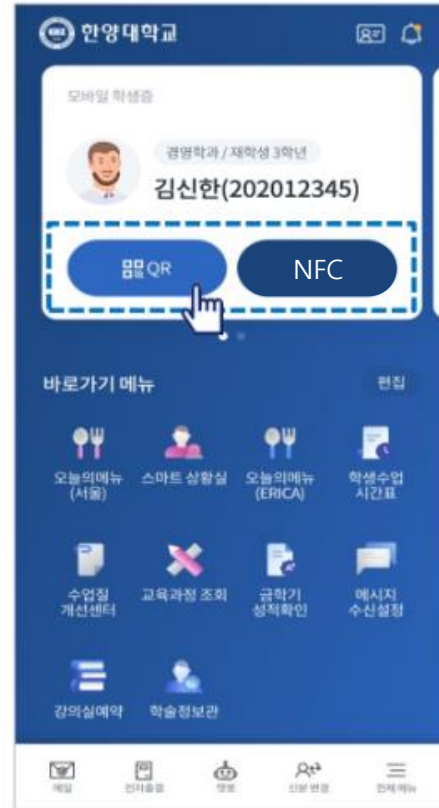 한양대학교
모바일 학생증
경영학과 / 재학생 3학년
김신한(202012345)
QR
NFC
바로가기 메뉴
편집
오늘의메뉴
(서울)
스마트 상황실
오늘의메뉴
(ERICA)
학생수업
시간표
수업질
개선센터
교육과정 조회
금학기
성적확인
메시지
수신설정
강의실예약
학술정보관
메일
전자출결
챗봇
신분 변경
전체 메뉴